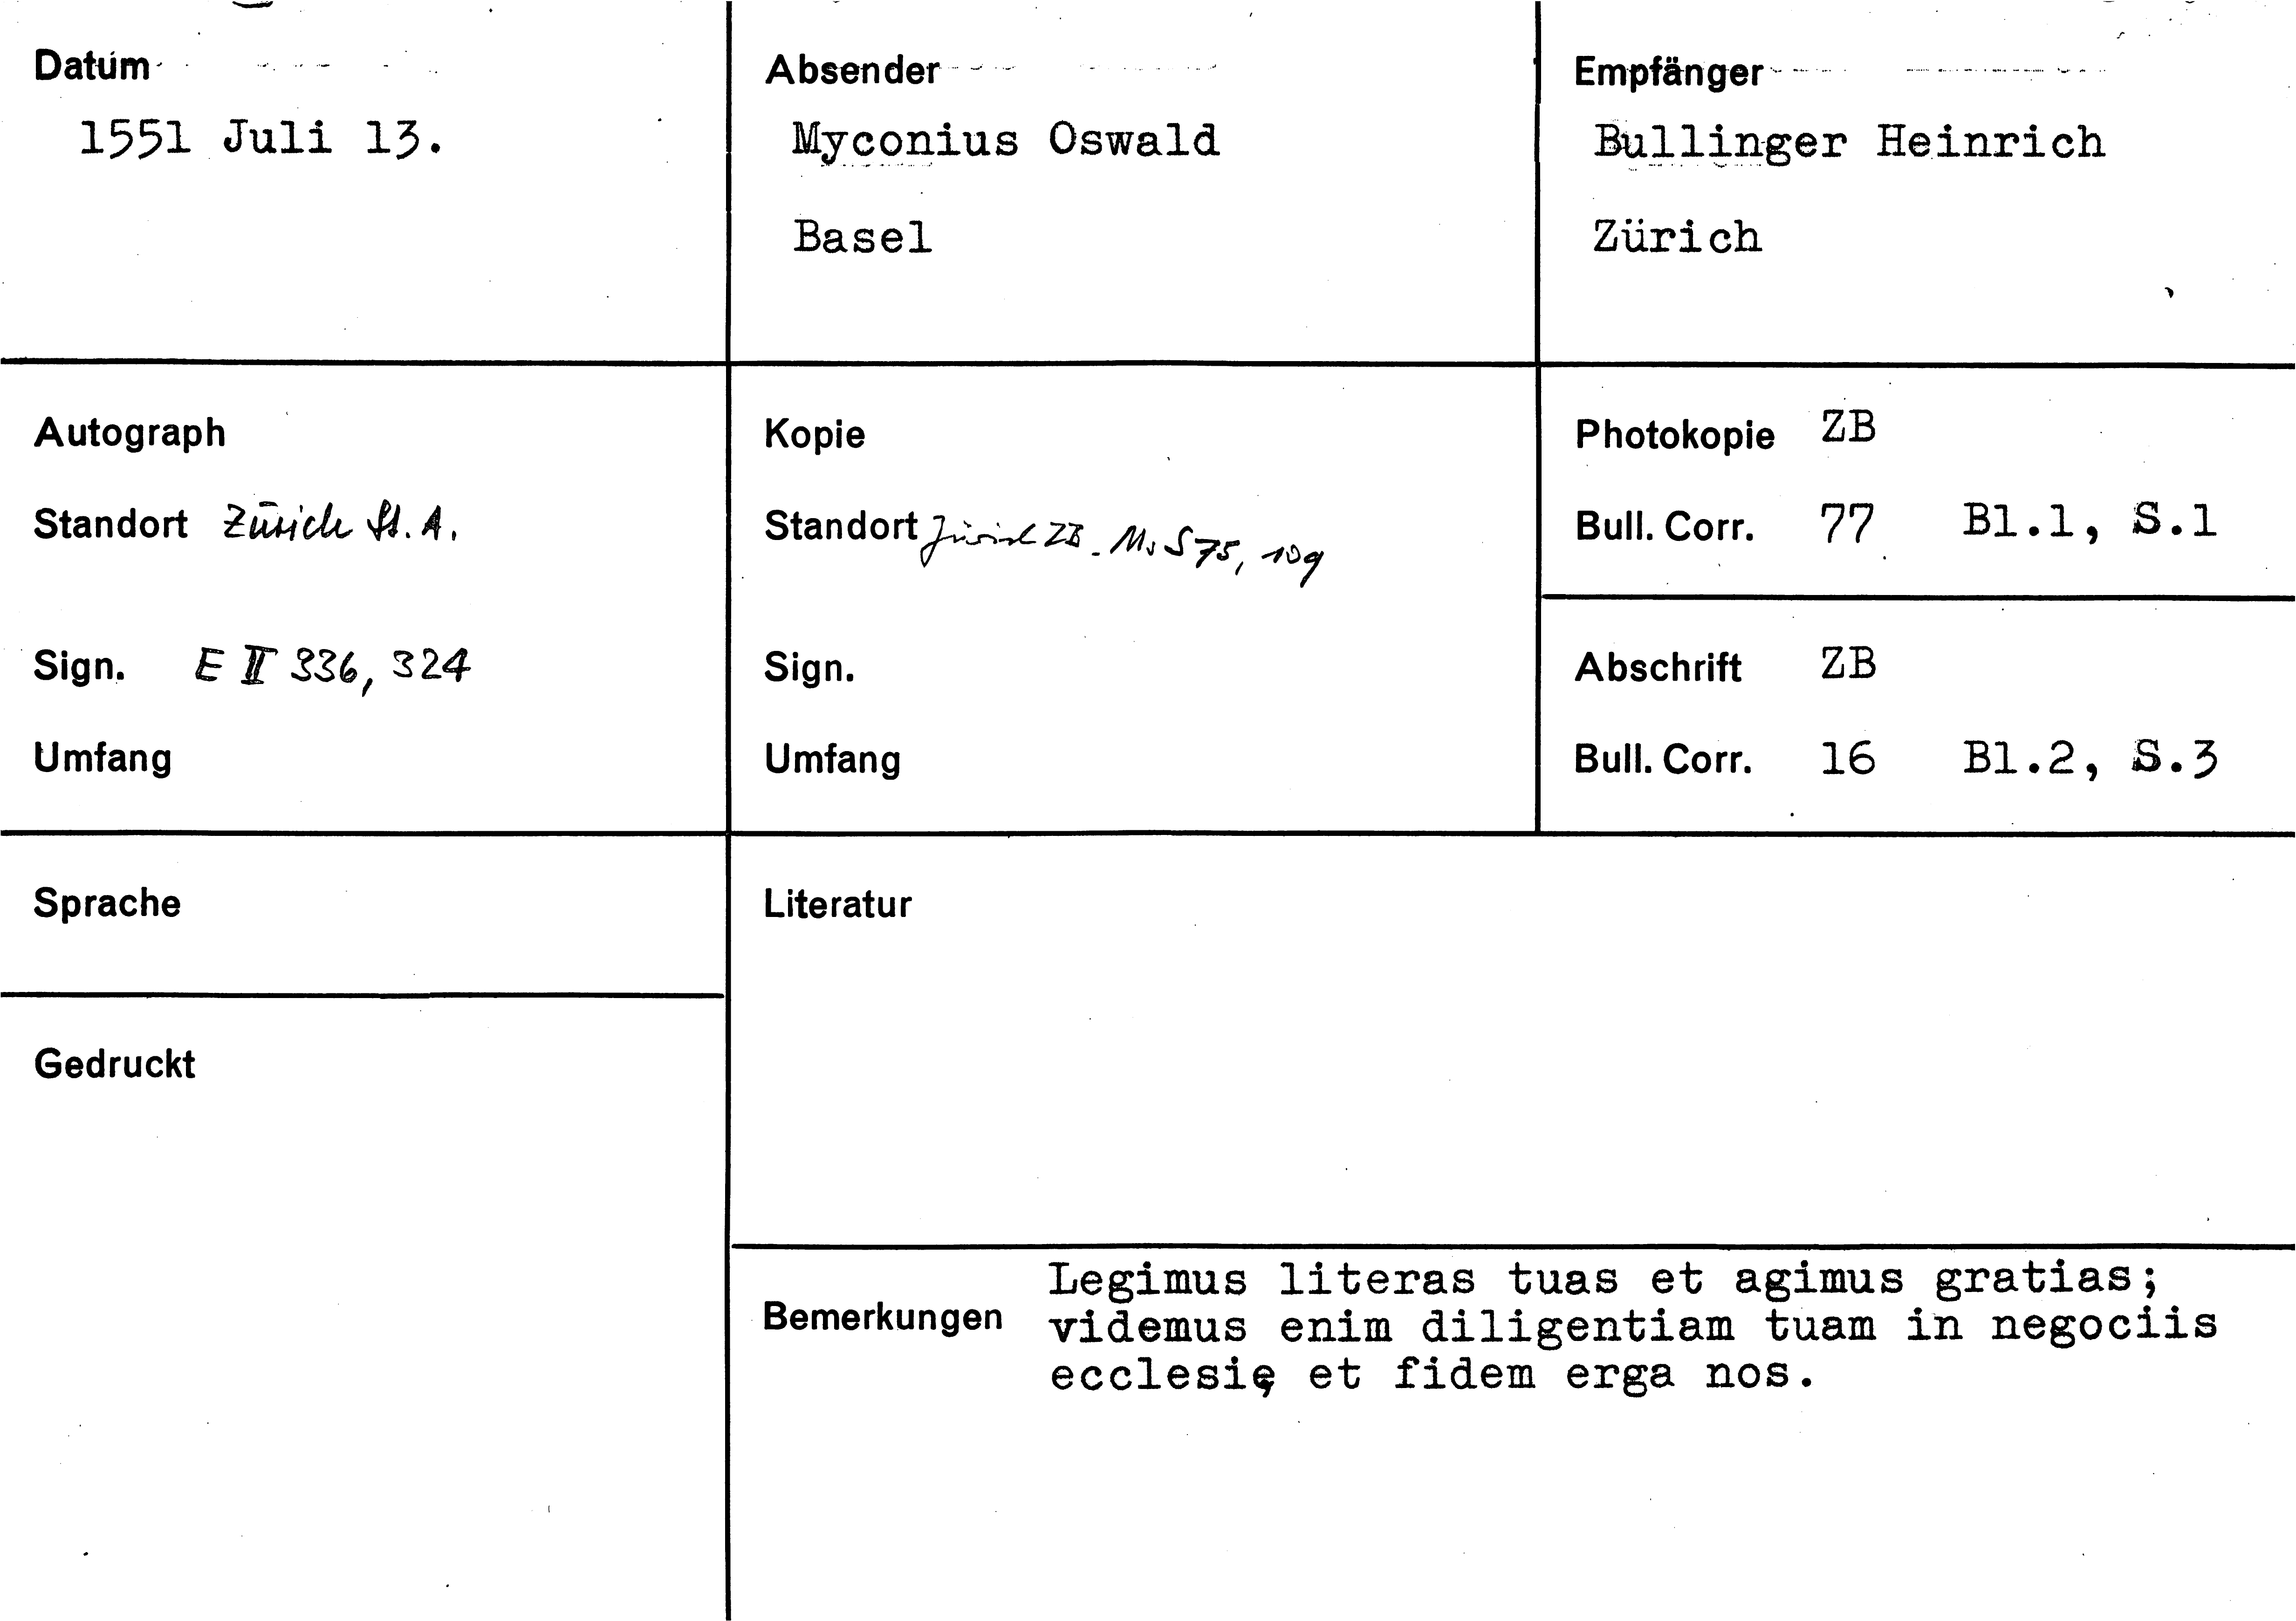 Datum
1551 Juli 13.
Absender
Myconius Oswald
Basel
Empfänger
Bullinger Heinrich
Zürich
Autograph
Standort Zürich St. A.
Sign. E II 336, 324
Umfang
Kopie
Standort Zürich ZB. Ms S 75, 109
Sign.
Umfang
Photokopie ZB
Bull. Corr. 77 Bl.1, S.1
Abschrift ZB
Bull. Corr. 16 Bl.2, S.3
Sprache
Literatur
Gedruckt
Bemerkungen
Legimus literas tuas et agimus gratias;
videmus enim diligentiam tuam in negociis
ecclesię et fidem erga nos.